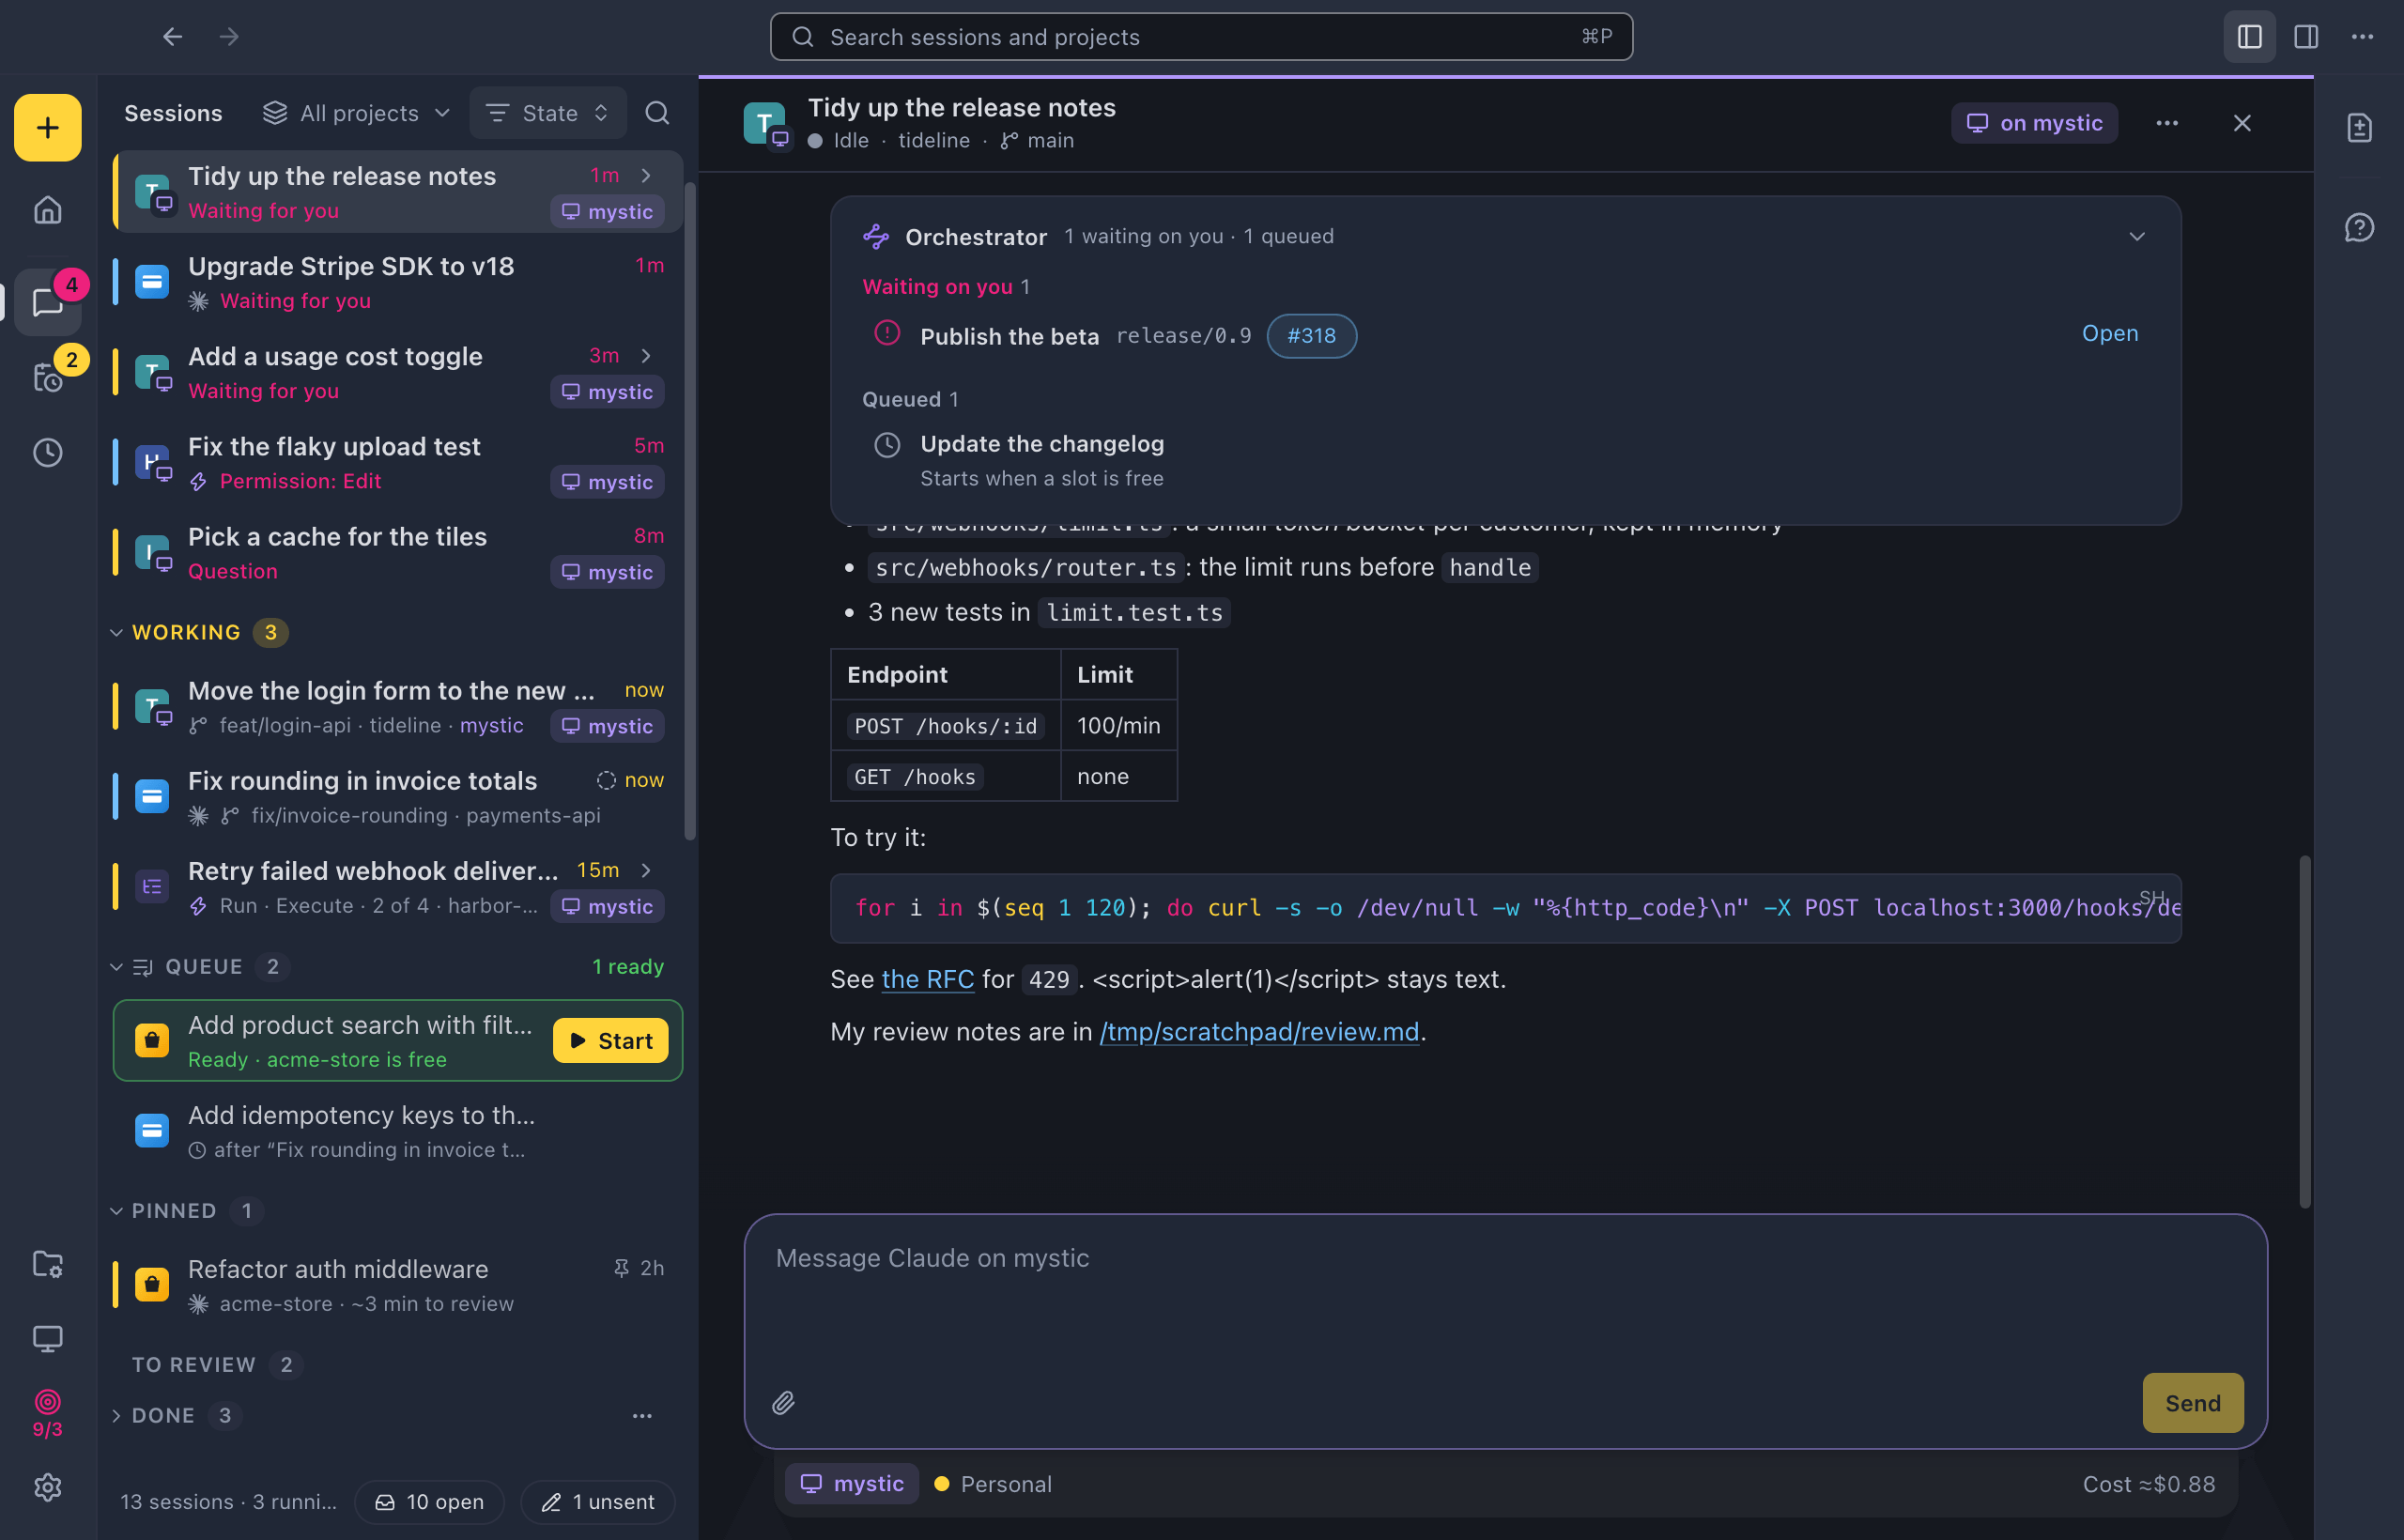 Search sessions and projects ⌘P
Sessions All projects State
Tidy up the release notes 1m
Waiting for you mystic
Upgrade Stripe SDK to v18 1m
Waiting for you
Add a usage cost toggle 3m
Waiting for you mystic
Fix the flaky upload test 5m
Permission: Edit mystic
Pick a cache for the tiles 8m
Question mystic
WORKING 3
Move the login form to the new ... now
feat/login-api · tideline · mystic mystic
Fix rounding in invoice totals now
fix/invoice-rounding · payments-api
Retry failed webhook deliver... 15m
Run · Execute · 2 of 4 · harbor-... mystic
QUEUE 2 1 ready
Add product search with filt... Start
Ready · acme-store is free
Add idempotency keys to th...
after “Fix rounding in invoice t...
PINNED 1
Refactor auth middleware 2h
acme-store · ~3 min to review
TO REVIEW 2
DONE 3
13 sessions · 3 runni... 10 open 1 unsent
4
2
9/3
T
Tidy up the release notes
Idle · tideline · main
on mystic
Orchestrator 1 waiting on you · 1 queued
Waiting on you 1
Publish the beta release/0.9 #318 Open
Queued 1
Update the changelog
Starts when a slot is free
src/webhooks/limit.ts: a small token bucket per customer, kept in memory
src/webhooks/router.ts: the limit runs before handle
3 new tests in limit.test.ts
Endpoint Limit
POST /hooks/:id 100/min
GET /hooks none
To try it:
SH
for i in $(seq 1 120); do curl -s -o /dev/null -w "%{http_code}\n" -X POST localhost:3000/hooks/de
See the RFC for 429. <script>alert(1)</script> stays text.
My review notes are in /tmp/scratchpad/review.md.
Message Claude on mystic
Send
mystic Personal Cost ≈$0.88